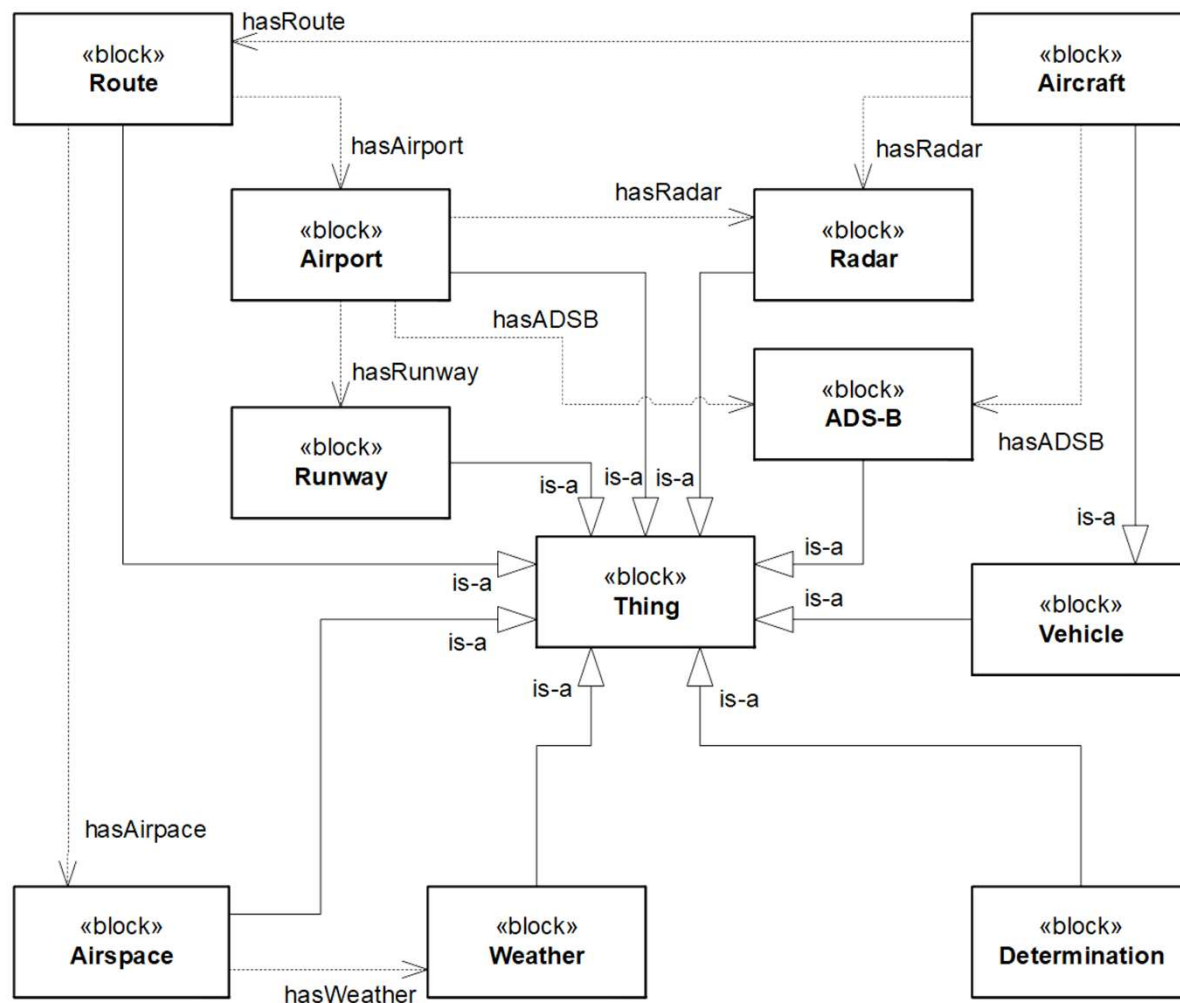 hasRoute
«block»
Route
«block»
Aircraft
hasAirport
hasRadar
hasRadar
«block»
Airport
«block»
Radar
hasADSB
hasRunway
«block»
ADS-B
hasADSB
«block»
Runway
is-a
is-a
is-a
is-a
is-a
is-a
«block»
Thing
is-a
«block»
Vehicle
is-a
is-a
is-a
hasAirpace
«block»
Airspace
«block»
Weather
«block»
Determination
hasWeather